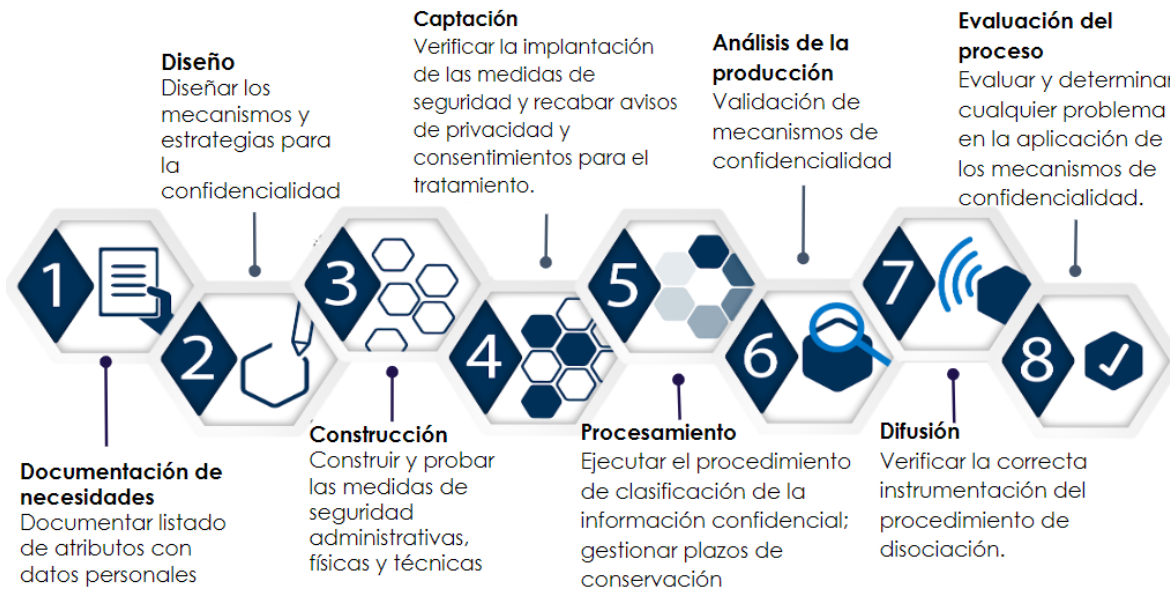 1
Documentación de
necesidades
Documentar listado
de atributos con
datos personales
2
Diseño
Diseñar los
mecanismos y
estrategias para
la
confidencialidad
3
Construcción
Construir y probar
las medidas de
seguridad
administrativas,
físicas y técnicas
4
Captación
Verificar la implantación
de las medidas de
seguridad y recabar avisos
de privacidad y
consentimientos para el
tratamiento.
5
Procesamiento
Ejecutar el procedimiento
de clasificación de la
información confidencial;
gestionar plazos de
conservación
6
Análisis de la
producción
Validación de
mecanismos de
confidencialidad
7
Difusión
Verificar la correcta
instrumentación del
procedimiento de
disociación.
8
Evaluación del
proceso
Evaluar y determinar
cualquier problema
en la aplicación de
los mecanismos de
confidencialidad.